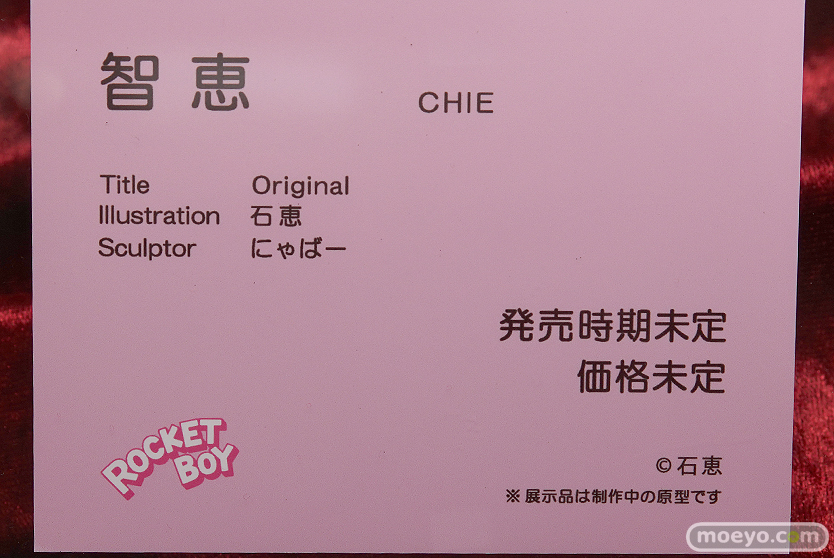 智恵 CHIE
Title Original
Illustration 石恵
Sculptor にゃばー
発売時期未定
価格未定
ROCKET
BOY
©石恵
※展示品は制作中の原型です
moeyo.com